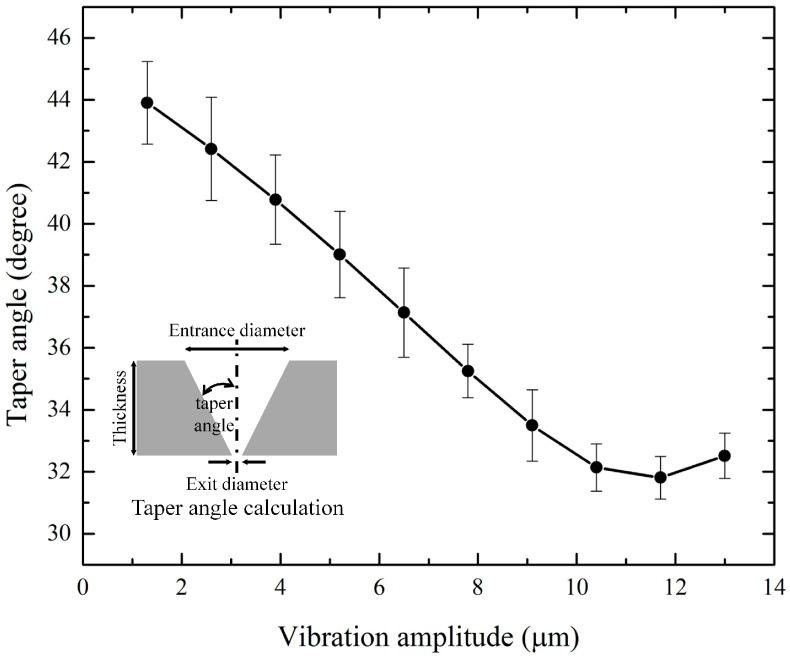 46
44
42
40
38
36
34
32
30
Taper angle (degree)
Entrance diameter
Thickness
taper
angle
Exit diameter
Taper angle calculation
0 2 4 6 8 10 12 14
Vibration amplitude (μm)